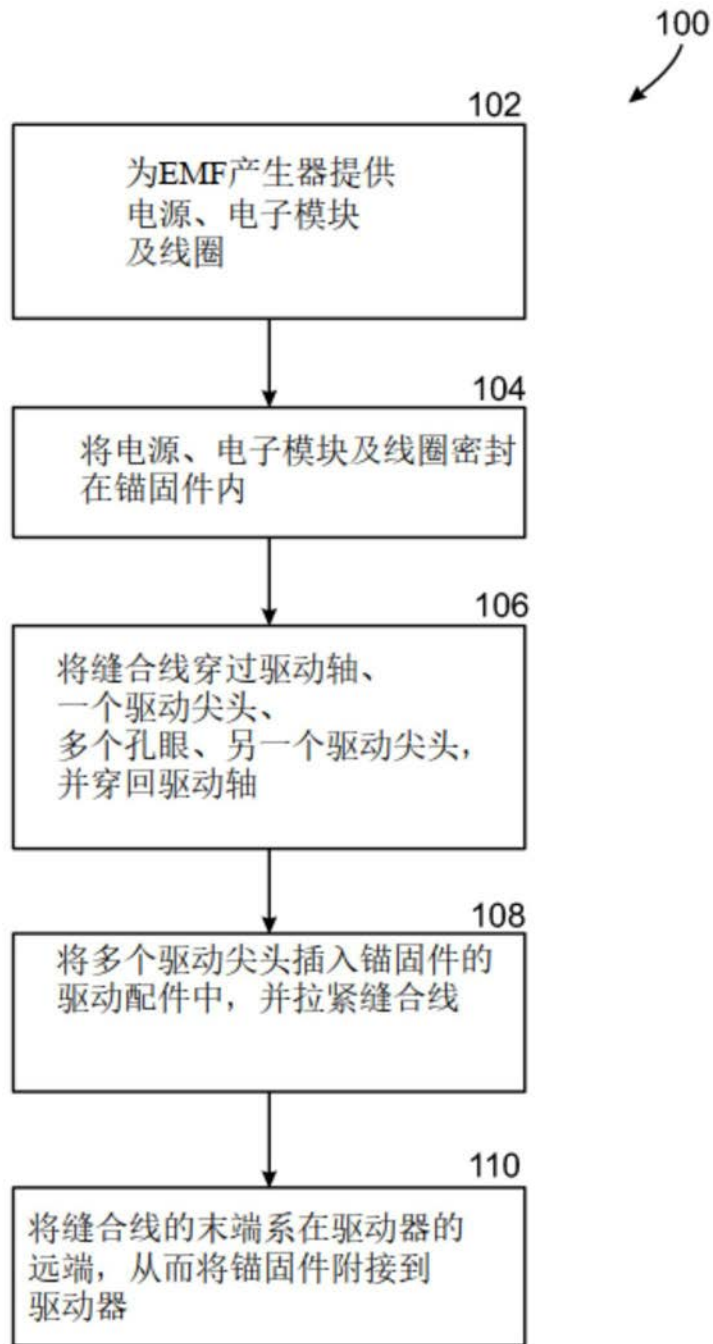 100
102
为EMF产生器提供
电源、电子模块
及线圈
104
将电源、电子模块及线圈密封
在锚固件内
106
将缝合线穿过驱动轴、
一个驱动尖头、
多个孔眼、另一个驱动尖头，
并穿回驱动轴
108
将多个驱动尖头插入锚固件的
驱动配件中，并拉紧缝合线
110
将缝合线的末端系在驱动器的
远端，从而将锚固件附接到
驱动器